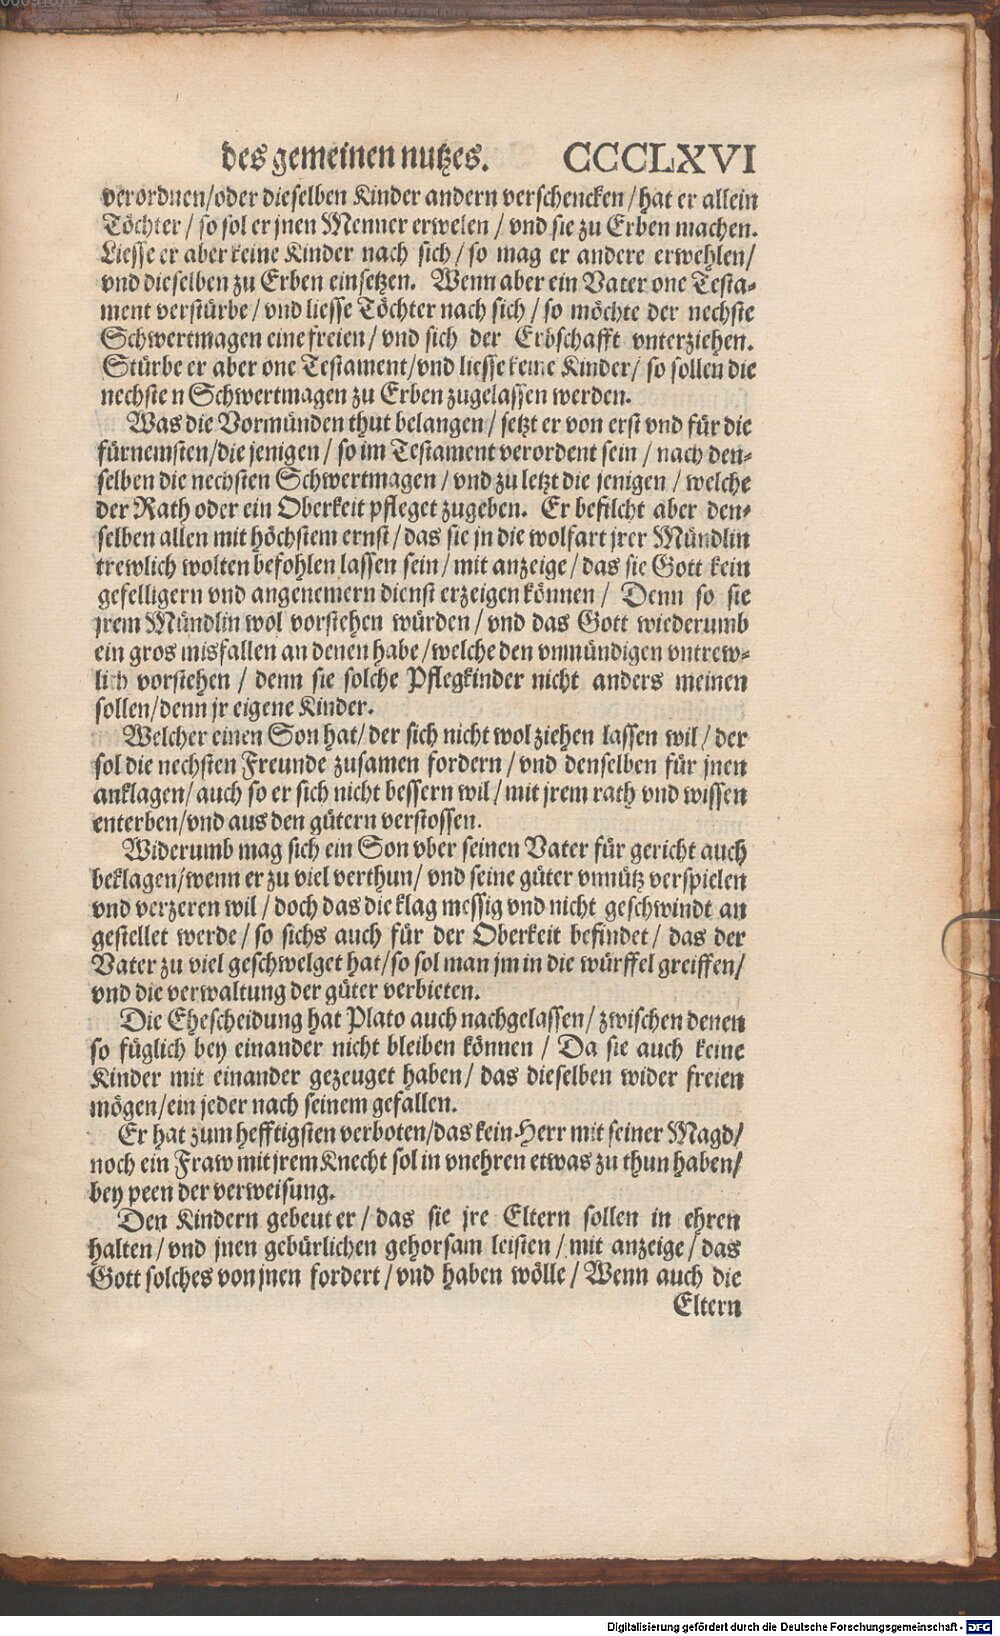 des gemeinen nutzes. CCCCLXVI
verordnen/oder dieselben Kinder andern verschencken/hat er allein
Töchter/so sol er jnen Menner erwelen/vnd sie zu Erben machen.
Liesse er aber keine Kinder nach sich/so mag er andere erwehlen/
vnd dieselben zu Erben einsetzen. Wenn aber ein Vater one Testa-
ment verstürbe/vnd liesse Töchter nach sich/so möchte der nechste
Schwertmagen eine freien/vnd sich der Erbschafft vnterziehen.
Stürbe er aber one Testament/vnd liesse keine Kinder/so sollen die
nechsten Schwertmagen zu Erben zugelassen werden.
Was die Vormünden thut belangen/setzt er von erst vnd für die
fürnemsten/die jenigen/so im Testament verordent sein/nach den-
selben die nechsten Schwertmagen/vnd zu letzt die jenigen/welche
der Rath oder ein Oberkeit pfleget zugeben. Er befilcht aber den-
selben allen mit höchstem ernst/das sie jn die wolfart jrer Mündlin
trewlich wolten befohlen lassen sein/mit anzeige/das sie Gott kein
gefelligern vnd angenemern dienst erzeigen können/Denn so sie
jrem Mündlin wol vorstehen würden/vnd das Gott wiederumb
ein gros misfallen an denen habe/welche den vnmündigen vntrew-
lich vorstehen/denn sie solche Pflegkinder nicht anders meinen
sollen/denn jr eigene Kinder.
Welcher einen Son hat/der sich nicht wol ziehen lassen wil/der
sol die nechsten Freunde zusamen fordern/vnd denselben für jnen
anklagen/auch so er sich nicht bessern wil/mit jrem rath vnd wissen
enterben/vnd aus den gütern verstossen.
Widerumb mag sich ein Son vber seinen Vater für gericht auch
beklagen/wenn er zu viel verthun/vnd seine güter vnnütz verspielen
vnd verzeren wil/doch das die klag messig vnd nicht geschwindt an
gestellet werde/so sichs auch für der Oberkeit befindet/das der
Vater zu viel geschwelget hat/so sol man jm in die würffel greiffen/
vnd die verwaltung der güter verbieten.
Die Ehescheidung hat Plato auch nachgelassen/zwischen denen
so füglich bey einander nicht bleiben können/Da sie auch keine
Kinder mit einander gezeuget haben/das dieselben wider freien
mögen/ein jeder nach seinem gefallen.
Er hat zum hefftigsten verboten/das kein Herr mit seiner Magd/
noch ein Fraw mit jrem Knecht sol in vnehren etwas zu thun haben/
bey peen der verweisung.
Den Kindern gebeut er/das sie jre Eltern sollen in ehren
halten/vnd jnen gebürlichen gehorsam leisten/mit anzeige/das
Gott solches von jnen fordert/vnd haben wölle/Wenn auch die
Eltern
Digitalisierung gefördert durch die Deutsche Forschungsgemeinschaft - DFG